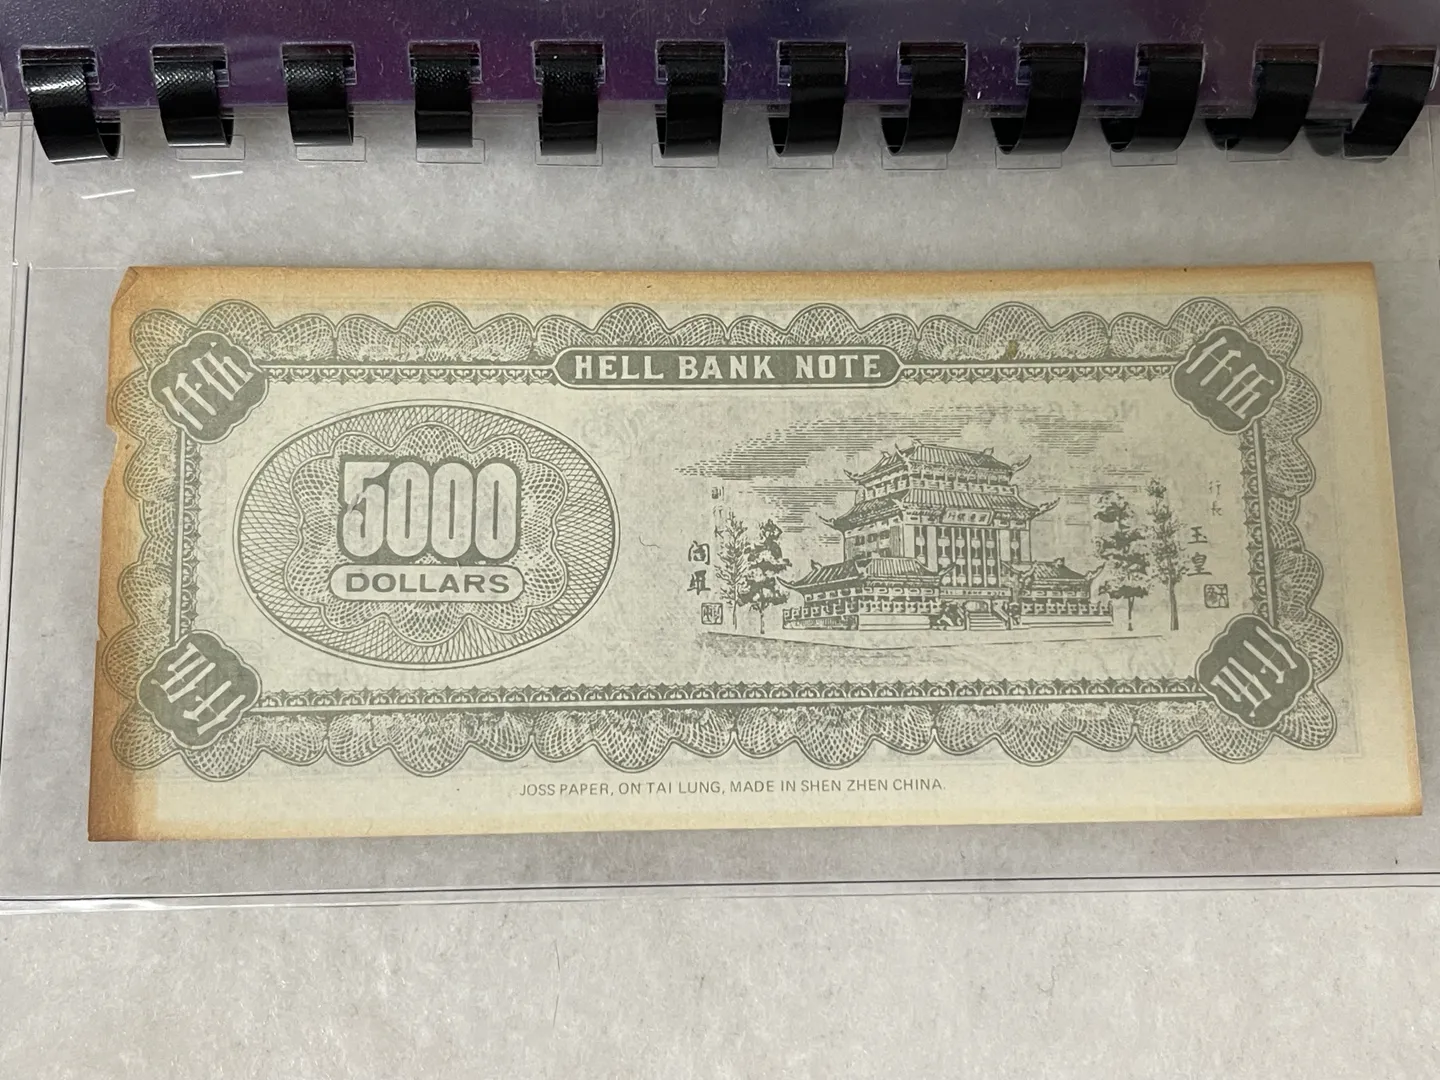 HELL BANK NOTE
伍仟
伍仟
5000
DOLLARS
副行長
閻羅
行長
玉皇
伍仟
伍仟
JOSS PAPER, ON TAI LUNG, MADE IN SHEN ZHEN CHINA.